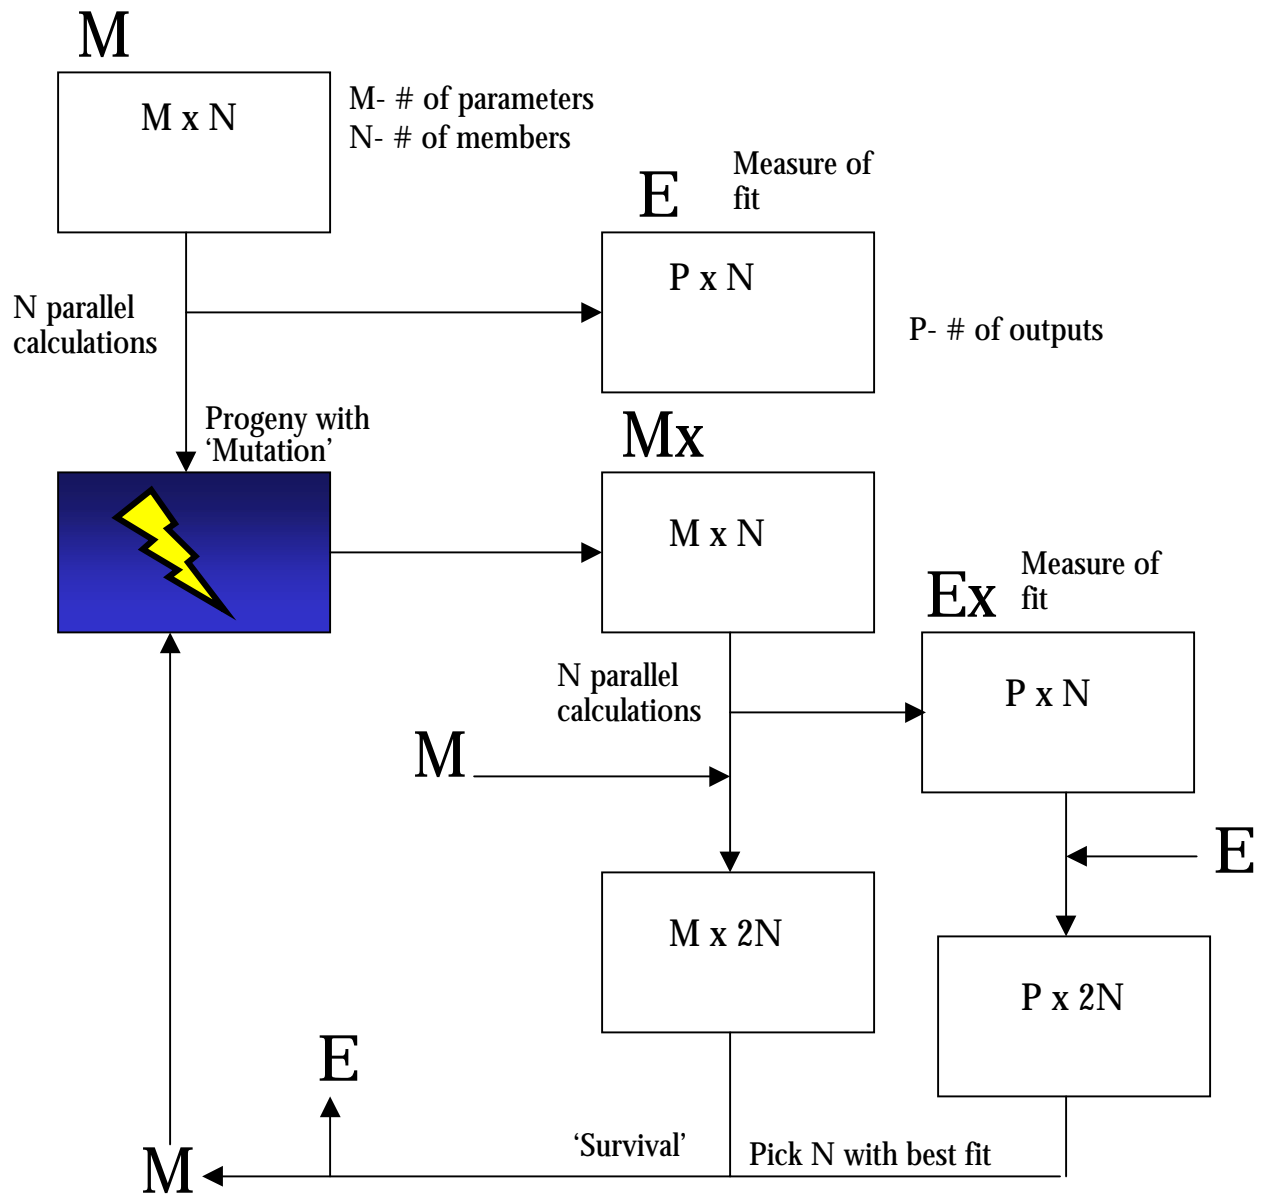 M
M x N
M- # of parameters
N- # of members
Measure of
fit
E
P x N
N parallel
calculations
P- # of outputs
Progeny with
‘Mutation’
Mx
M x N
Measure of
fit
Ex
N parallel
calculations
P x N
M
E
M x 2N
P x 2N
E
‘Survival’
Pick N with best fit
M